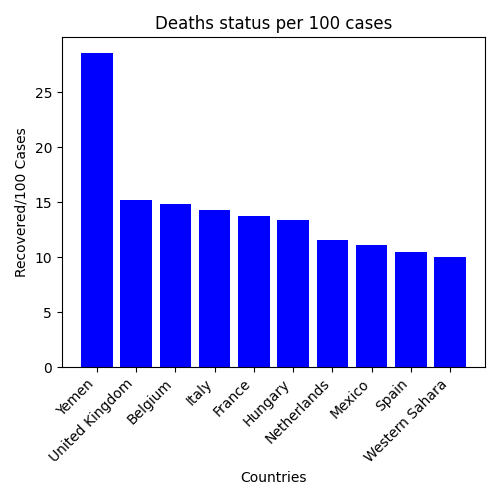 Deaths status per 100 cases
Recovered/100 Cases
25
20
15
10
5
0
Yemen
United Kingdom
Belgium
Italy
France
Hungary
Netherlands
Mexico
Spain
Western Sahara
Countries